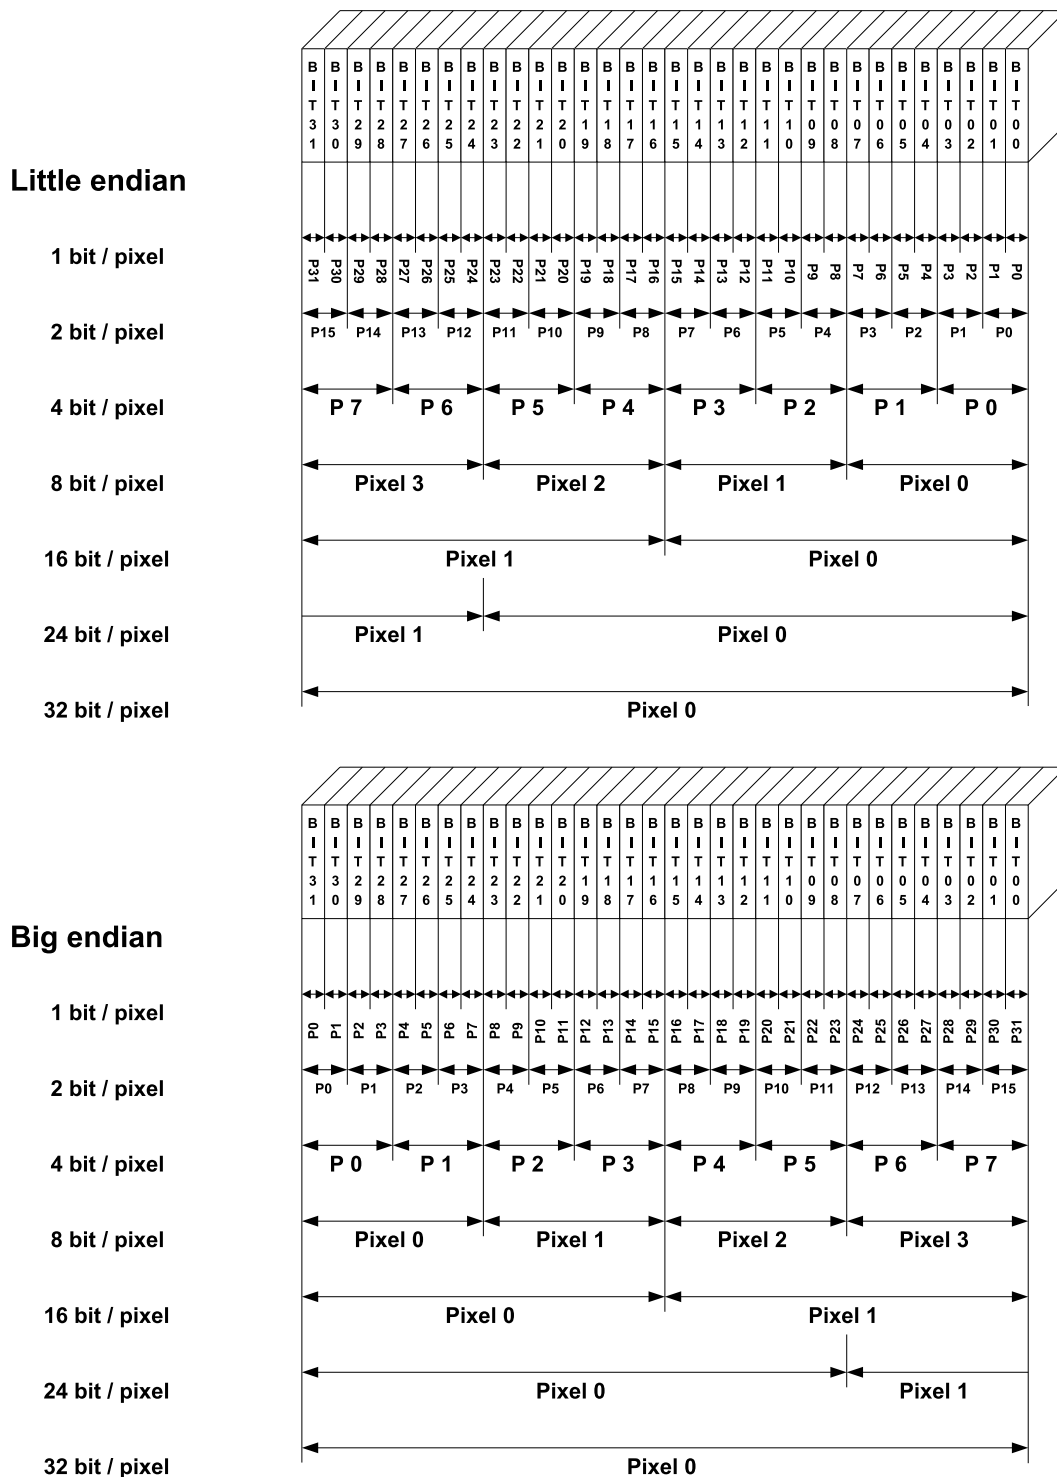 BIT31 BIT30 BIT29 BIT28 BIT27 BIT26 BIT25 BIT24 BIT23 BIT22 BIT21 BIT20 BIT19 BIT18 BIT17 BIT16 BIT15 BIT14 BIT13 BIT12 BIT11 BIT10 BIT09 BIT08 BIT07 BIT06 BIT05 BIT04 BIT03 BIT02 BIT01 BIT00
Little endian
1 bit / pixel P31 P30 P29 P28 P27 P26 P25 P24 P23 P22 P21 P20 P19 P18 P17 P16 P15 P14 P13 P12 P11 P10 P9 P8 P7 P6 P5 P4 P3 P2 P1 P0
2 bit / pixel P15 P14 P13 P12 P11 P10 P9 P8 P7 P6 P5 P4 P3 P2 P1 P0
4 bit / pixel P 7 P 6 P 5 P 4 P 3 P 2 P 1 P 0
8 bit / pixel Pixel 3 Pixel 2 Pixel 1 Pixel 0
16 bit / pixel Pixel 1 Pixel 0
24 bit / pixel Pixel 1 Pixel 0
32 bit / pixel Pixel 0
BIT31 BIT30 BIT29 BIT28 BIT27 BIT26 BIT25 BIT24 BIT23 BIT22 BIT21 BIT20 BIT19 BIT18 BIT17 BIT16 BIT15 BIT14 BIT13 BIT12 BIT11 BIT10 BIT09 BIT08 BIT07 BIT06 BIT05 BIT04 BIT03 BIT02 BIT01 BIT00
Big endian
1 bit / pixel P0 P1 P2 P3 P4 P5 P6 P7 P8 P9 P10 P11 P12 P13 P14 P15 P16 P17 P18 P19 P20 P21 P22 P23 P24 P25 P26 P27 P28 P29 P30 P31
2 bit / pixel P0 P1 P2 P3 P4 P5 P6 P7 P8 P9 P10 P11 P12 P13 P14 P15
4 bit / pixel P 0 P 1 P 2 P 3 P 4 P 5 P 6 P 7
8 bit / pixel Pixel 0 Pixel 1 Pixel 2 Pixel 3
16 bit / pixel Pixel 0 Pixel 1
24 bit / pixel Pixel 0 Pixel 1
32 bit / pixel Pixel 0